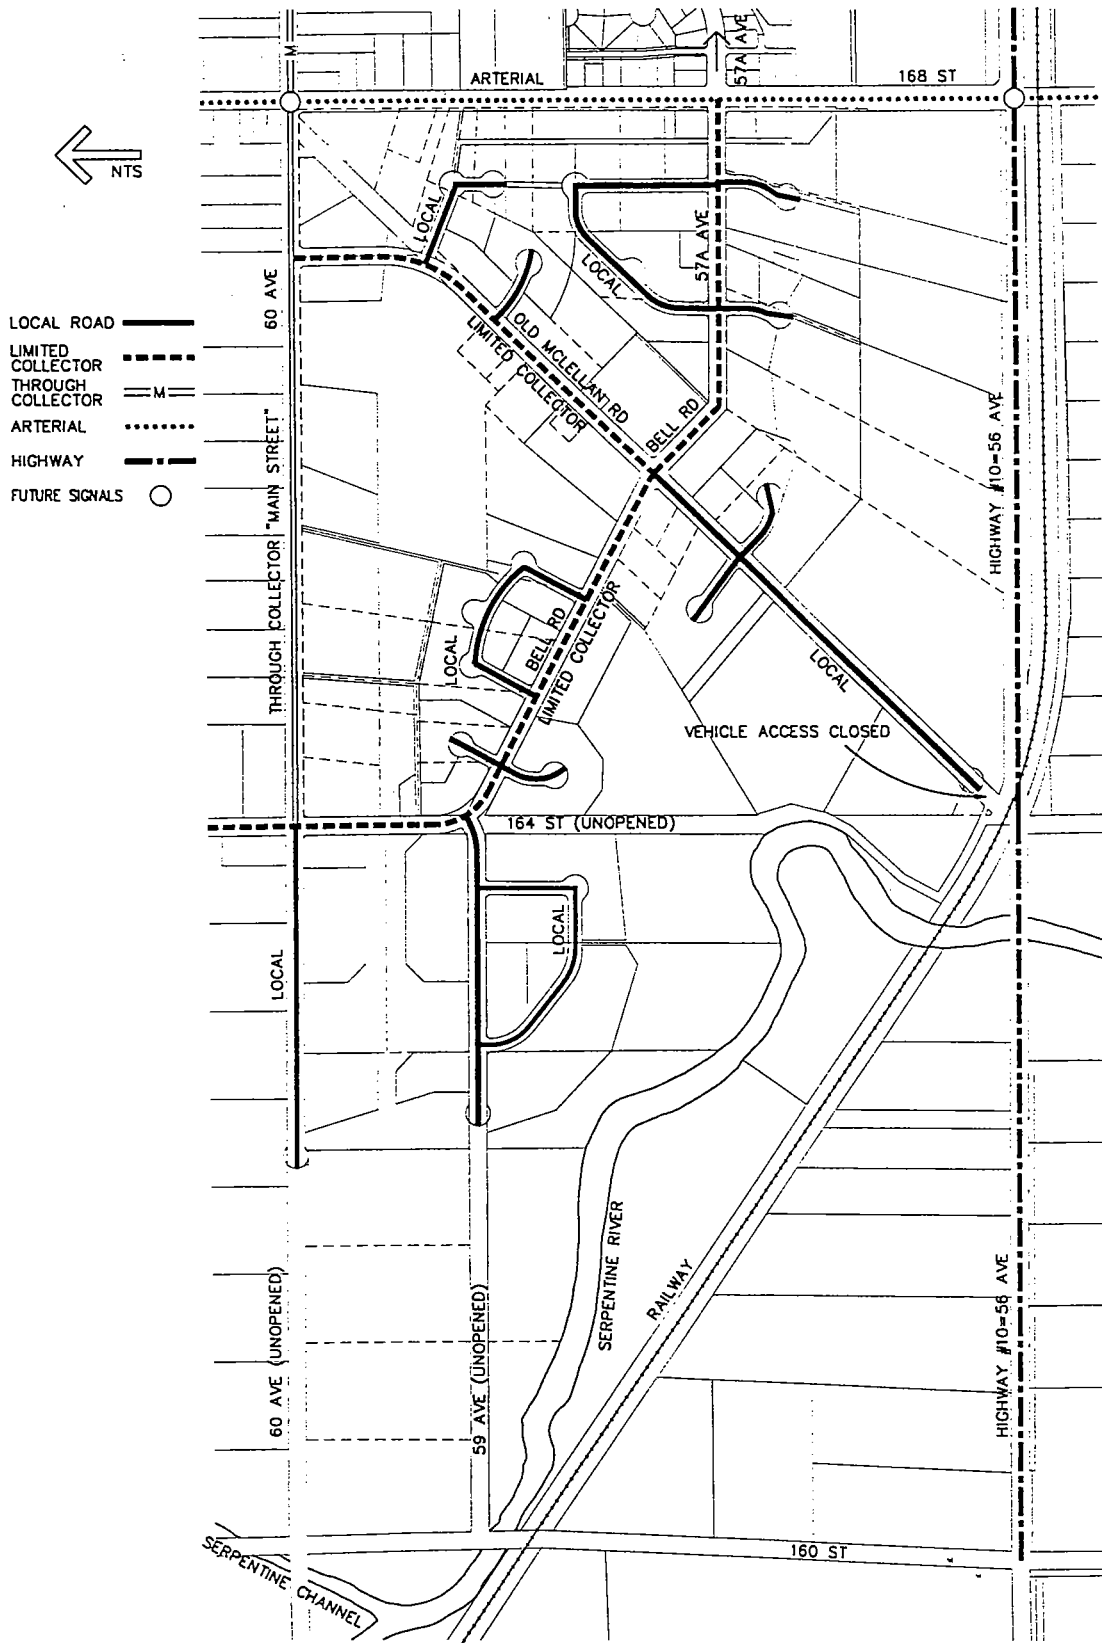 M
57A AVE
ARTERIAL
168 ST
NTS
LOCAL
57A AVE
LOCAL
60 AVE
LOCAL ROAD
LIMITED
COLLECTOR
THROUGH
COLLECTOR
M
ARTERIAL
HIGHWAY
FUTURE SIGNALS
OLD MCLELLAN RD
LIMITED COLLECTOR
BELL RD
THROUGH COLLECTOR "MAIN STREET"
HIGHWAY #10=56 AVE
BELL RD
LIMITED COLLECTOR
LOCAL
LOCAL
VEHICLE ACCESS CLOSED
164 ST (UNOPENED)
LOCAL
LOCAL
SERPENTINE RIVER
RAILWAY
60 AVE (UNOPENED)
59 AVE (UNOPENED)
HIGHWAY #10=56 AVE
160 ST
SERPENTINE CHANNEL